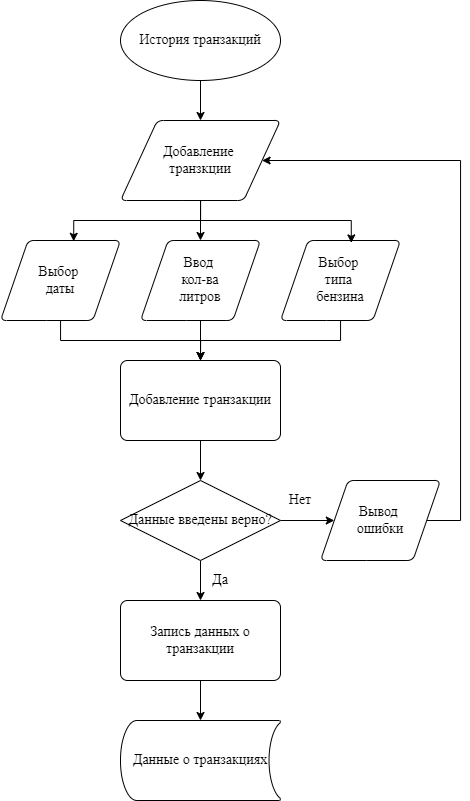 История транзакций
Добавление
транзкции
Выбор
даты
Ввод
кол-ва
литров
Выбор
типа
бензина
Добавление транзакции
Данные введены верно?
Нет
Вывод
ошибки
Да
Запись данных о
транзакции
Данные о транзакциях